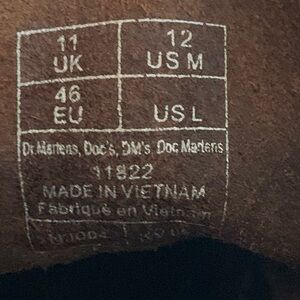 11 12
UK US M
46
EU US L
Dr.Martens, Doc's, DM's, Doc Martens
11822
MADE IN VIETNAM
Fabriqué en Vietnam